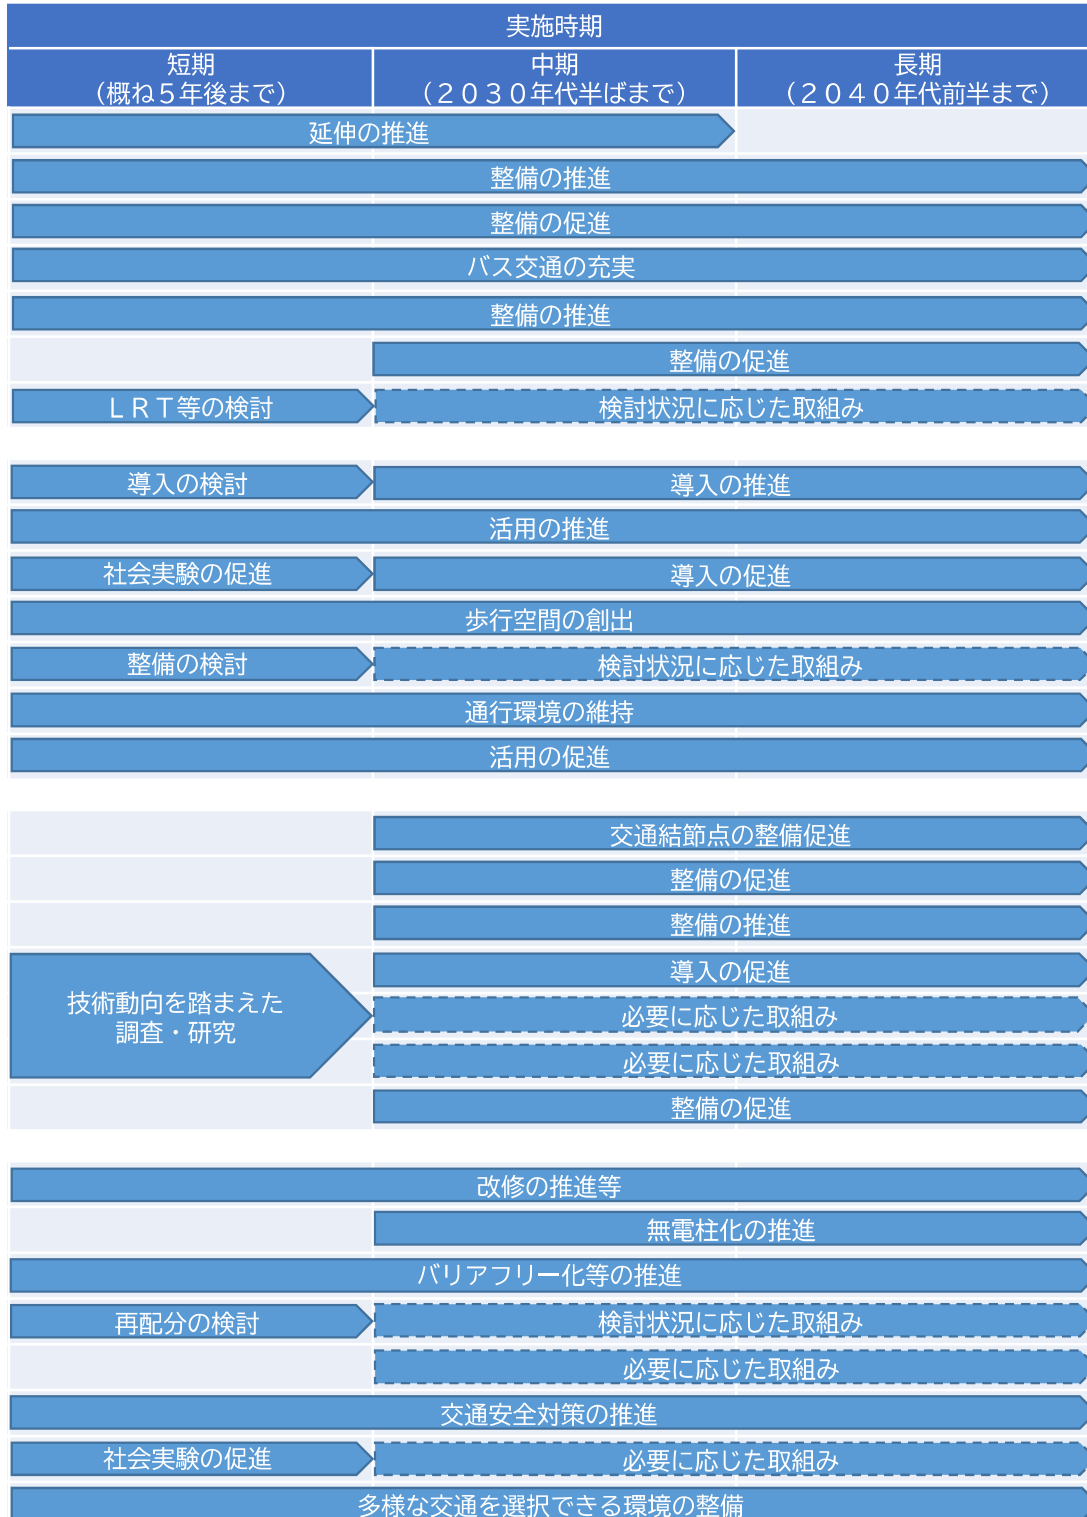 実施時期
短期
（概ね５年後まで）
中期
（２０３０年代半ばまで）
長期
（２０４０年代前半まで）
延伸の推進
整備の推進
整備の促進
バス交通の充実
整備の推進
整備の促進
ＬＲＴ等の検討
検討状況に応じた取組み
導入の検討
導入の推進
活用の推進
社会実験の促進
導入の促進
歩行空間の創出
整備の検討
検討状況に応じた取組み
通行環境の維持
活用の促進
交通結節点の整備促進
整備の促進
整備の推進
技術動向を踏まえた
調査・研究
導入の促進
必要に応じた取組み
必要に応じた取組み
整備の促進
改修の推進等
無電柱化の推進
バリアフリー化等の推進
再配分の検討
検討状況に応じた取組み
必要に応じた取組み
交通安全対策の推進
社会実験の促進
必要に応じた取組み
多様な交通を選択できる環境の整備